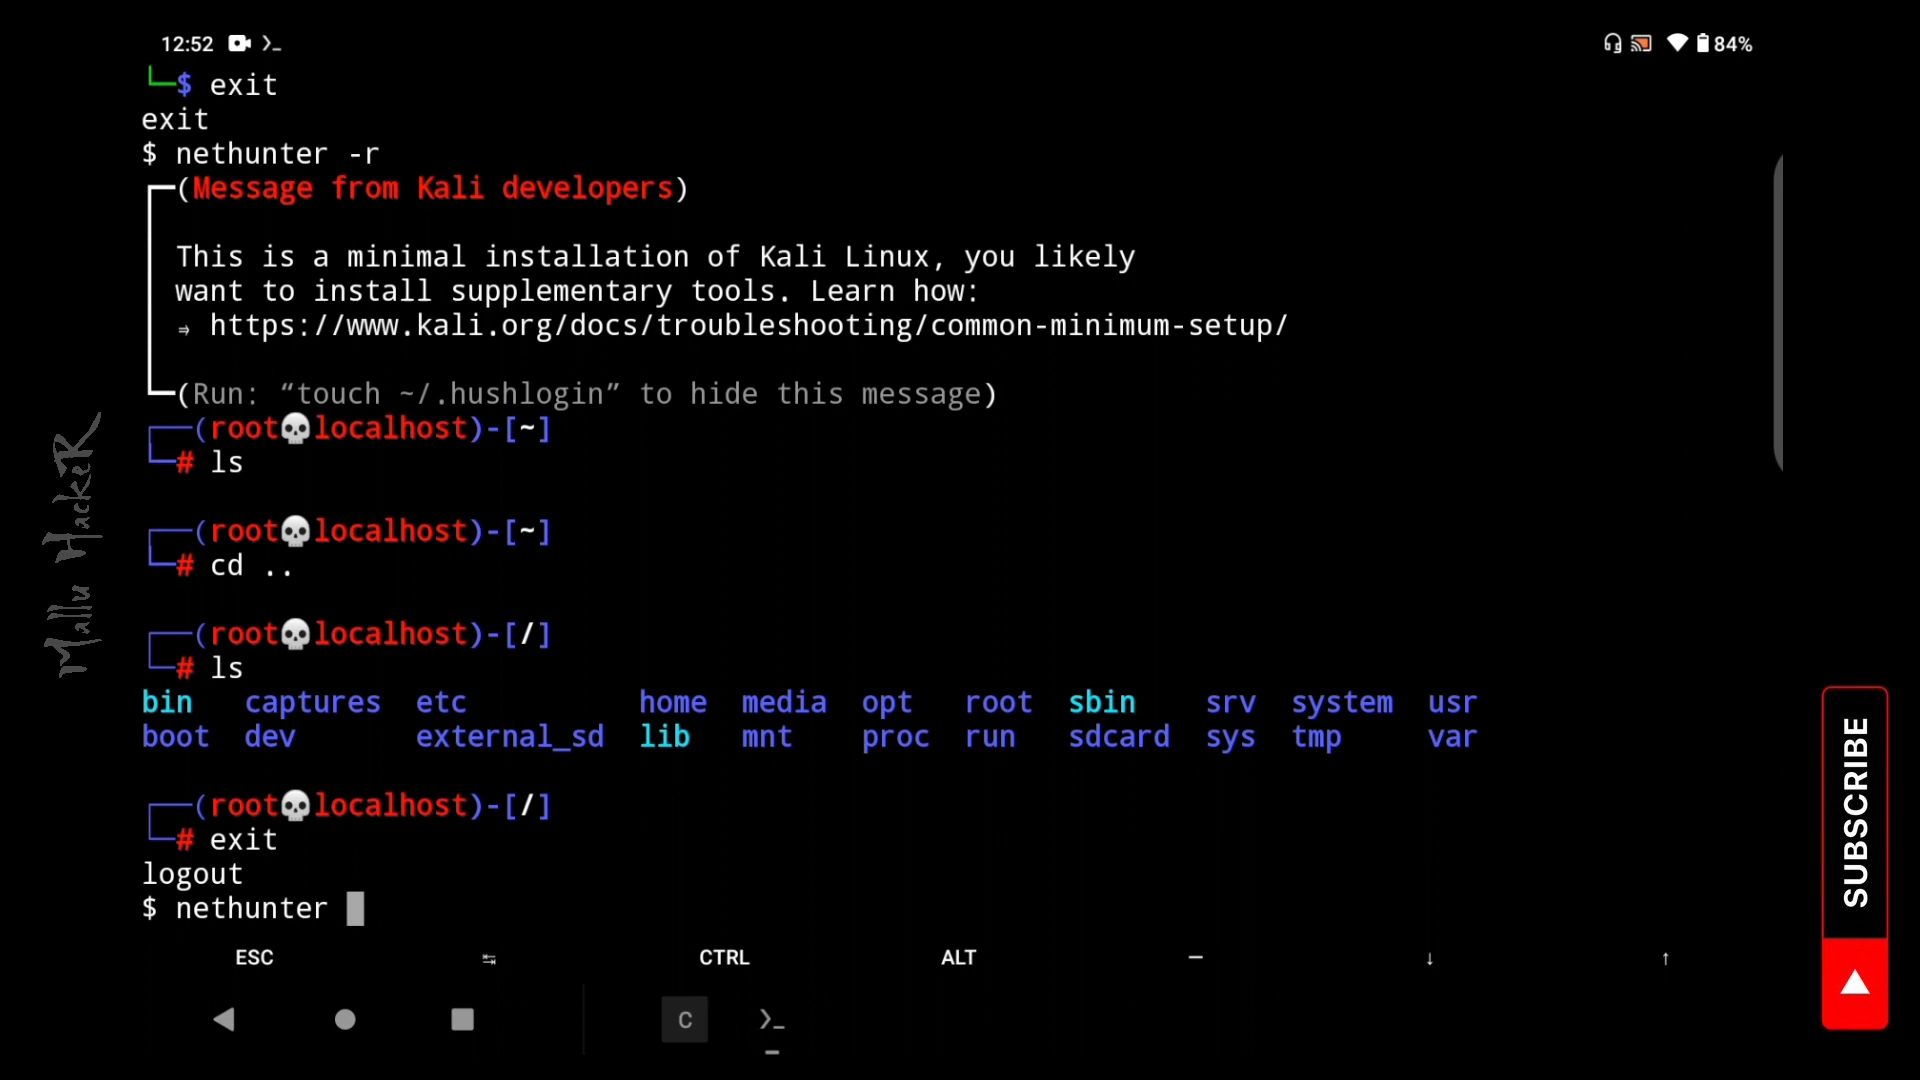 12:52
84%
$ exit
exit
$ nethunter -r
(Message from Kali developers)
This is a minimal installation of Kali Linux, you likely
want to install supplementary tools. Learn how:
⇒ https://www.kali.org/docs/troubleshooting/common-minimum-setup/
(Run: “touch ~/.hushlogin” to hide this message)
(root💀localhost)-[~]
# ls
(root💀localhost)-[~]
# cd ..
(root💀localhost)-[/]
# ls
bin captures etc home media opt root sbin srv system usr
boot dev external_sd lib mnt proc run sdcard sys tmp var
(root💀localhost)-[/]
# exit
logout
$ nethunter
ESC ⇆ CTRL ALT — ↓ ↑
C
Mallu HackeR
SUBSCRIBE